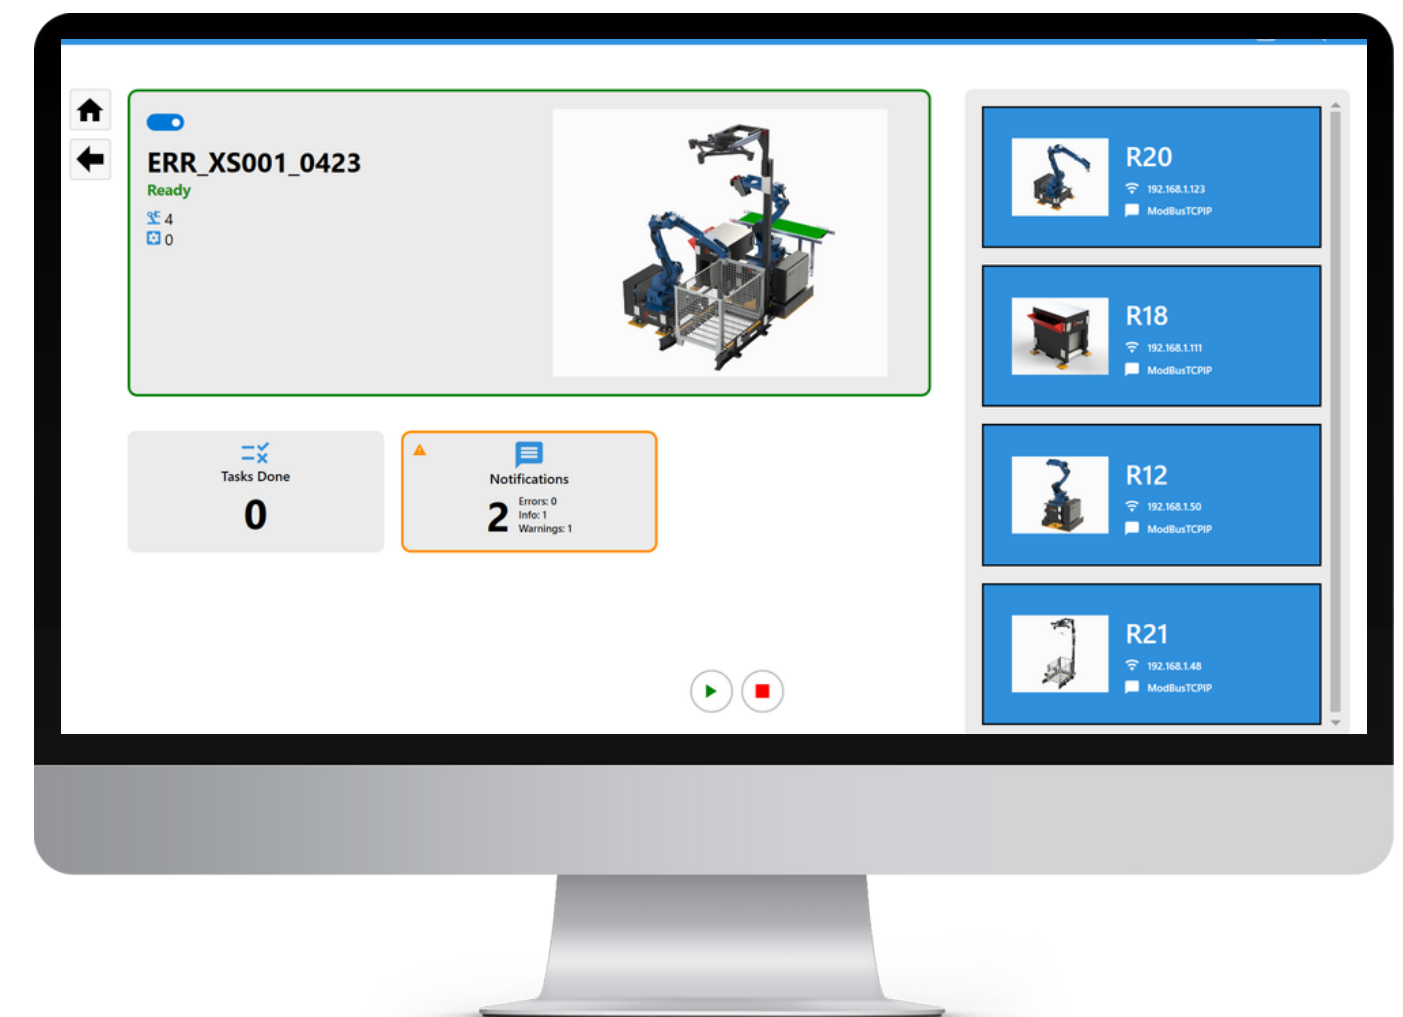 ERR_XS001_0423
Ready
4
0
Tasks Done
0
Notifications
2
Errors: 0
Info: 1
Warnings: 1
R20
192.168.1.123
ModBusTCPIP
R18
192.168.1.111
ModBusTCPIP
R12
192.168.1.50
ModBusTCPIP
R21
192.168.1.48
ModBusTCPIP